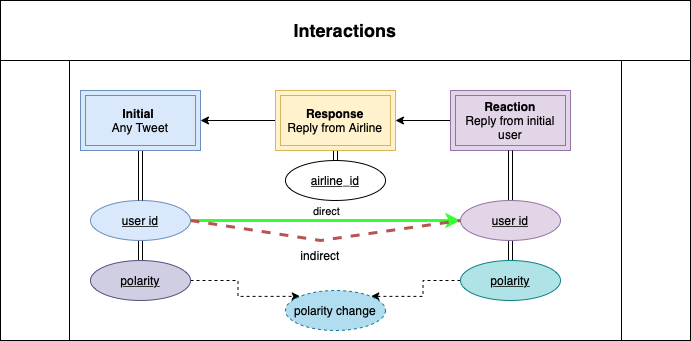 Interactions
Initial
Any Tweet
Response
Reply from Airline
Reaction
Reply from initial
user
airline_id
direct
user id
user id
indirect
polarity
polarity
polarity change